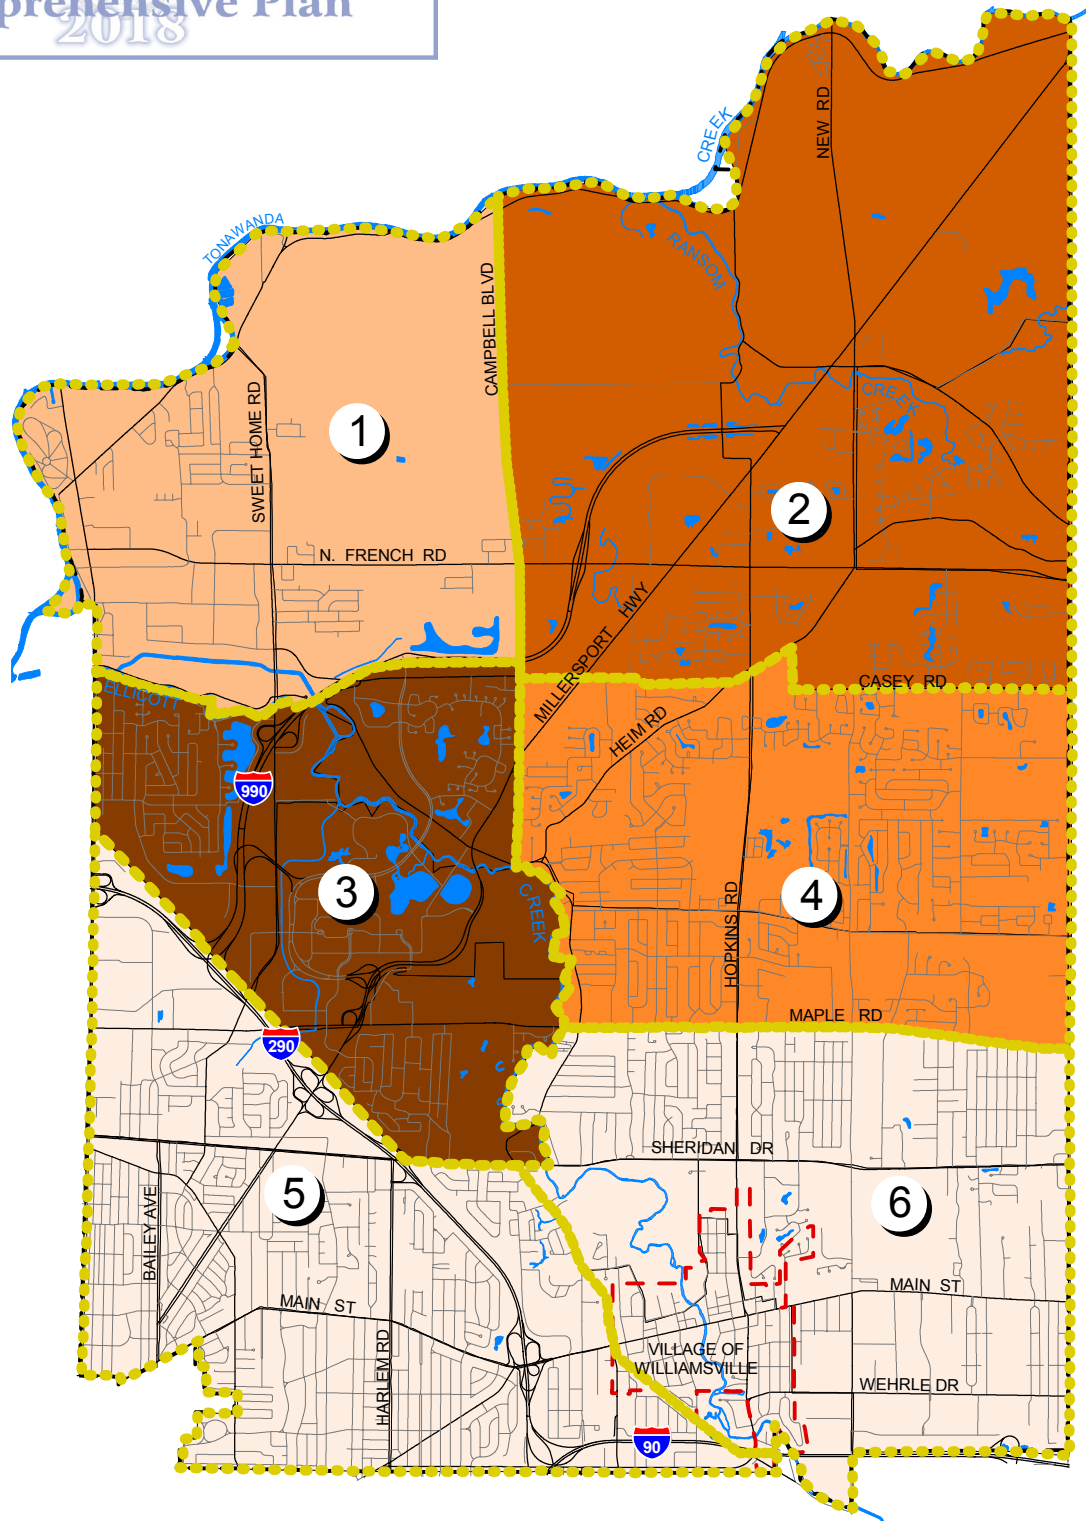 prehensive Plan
2018
CREEK
NEW RD
TONAWANDA
RANSOM
CAMPBELL BLVD
CREEK
SWEET HOME RD
1
2
N. FRENCH RD
MILLERSPORT HWY
CASEY RD
ELLICOTT
HEIM RD
990
3
4
CREEK
HOPKINS RD
MAPLE RD
290
SHERIDAN DR
5
6
BAILEY AVE
MAIN ST
MAIN ST
HARLEM RD
VILLAGE OF
WILLIAMSVILLE
WEHRLE DR
90